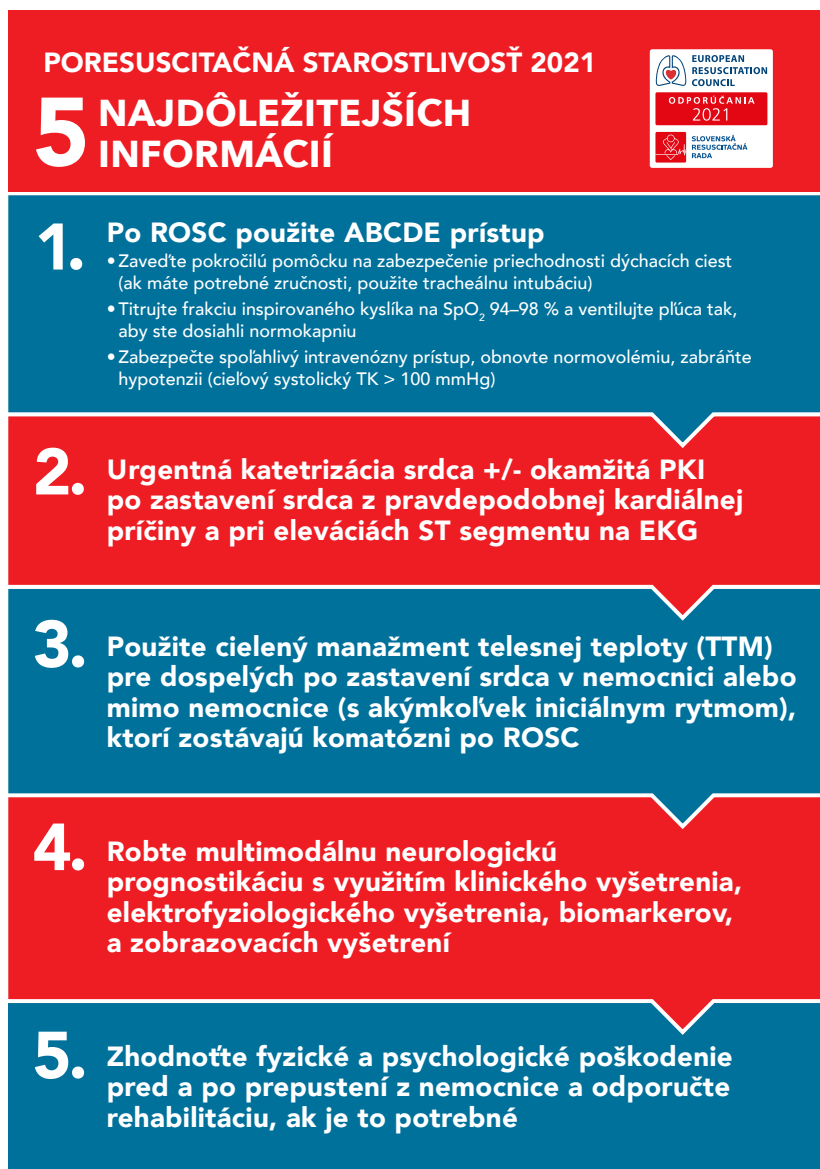 PORESUSCITAČNÁ STAROSTLIVOSŤ 2021
5 NAJDÔLEŽITEJŠÍCH
INFORMÁCIÍ
EUROPEAN
RESUSCITATION
COUNCIL
ODPORÚČANIA
2021
SLOVENSKÁ
RESUSCITAČNÁ
RADA
1. Po ROSC použite ABCDE prístup
• Zaveďte pokročilú pomôcku na zabezpečenie priechodnosti dýchacích ciest
(ak máte potrebné zručnosti, použite tracheálnu intubáciu)
• Titrujte frakciu inspirovaného kyslíka na SpO₂ 94–98 % a ventilujte pľúca tak,
aby ste dosiahli normokapniu
• Zabezpečte spoľahlivý intravenózny prístup, obnovte normovolémiu, zabráňte
hypotenzii (cieľový systolický TK > 100 mmHg)
2. Urgentná katetrizácia srdca +/- okamžitá PKI
po zastavení srdca z pravdepodobnej kardiálnej
príčiny a pri eleváciách ST segmentu na EKG
3. Použite cielený manažment telesnej teploty (TTM)
pre dospelých po zastavení srdca v nemocnici alebo
mimo nemocnice (s akýmkoľvek iniciálnym rytmom),
ktorí zostávajú komatózni po ROSC
4. Robte multimodálnu neurologickú
prognostikáciu s využitím klinického vyšetrenia,
elektrofyziologického vyšetrenia, biomarkerov,
a zobrazovacích vyšetrení
5. Zhodnoťte fyzické a psychologické poškodenie
pred a po prepustení z nemocnice a odporučte
rehabilitáciu, ak je to potrebné